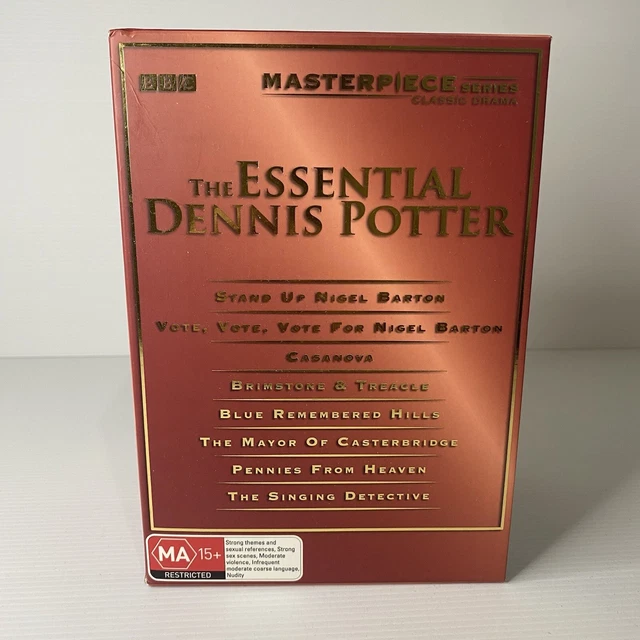 BBC
MASTERPIECE SERIES
CLASSIC DRAMA
THE ESSENTIAL
DENNIS POTTER
STAND UP NIGEL BARTON
VOTE, VOTE, VOTE FOR NIGEL BARTON
CASANOVA
BRIMSTONE & TREACLE
BLUE REMEMBERED HILLS
THE MAYOR OF CASTERBRIDGE
PENNIES FROM HEAVEN
THE SINGING DETECTIVE
MA 15+
RESTRICTED
Strong themes and
sexual references, Strong
sex scenes, Moderate
violence, Infrequent
moderate coarse language,
Nudity